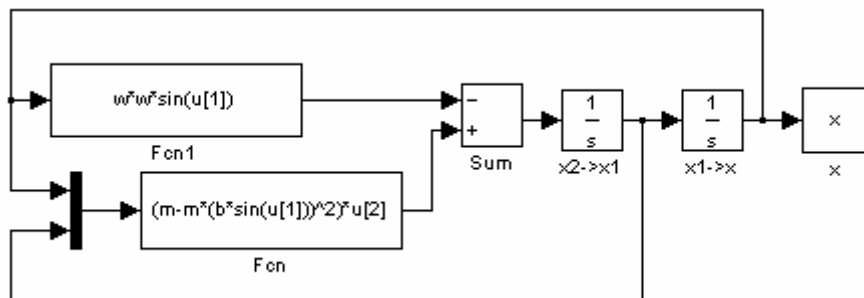 w*w*sin(u[1])
Fcn1
(m-m*(b*sin(u[1]))^2)*u[2]
Fcn
−
+
Sum
1
s
x2->x1
1
s
x1->x
x
x